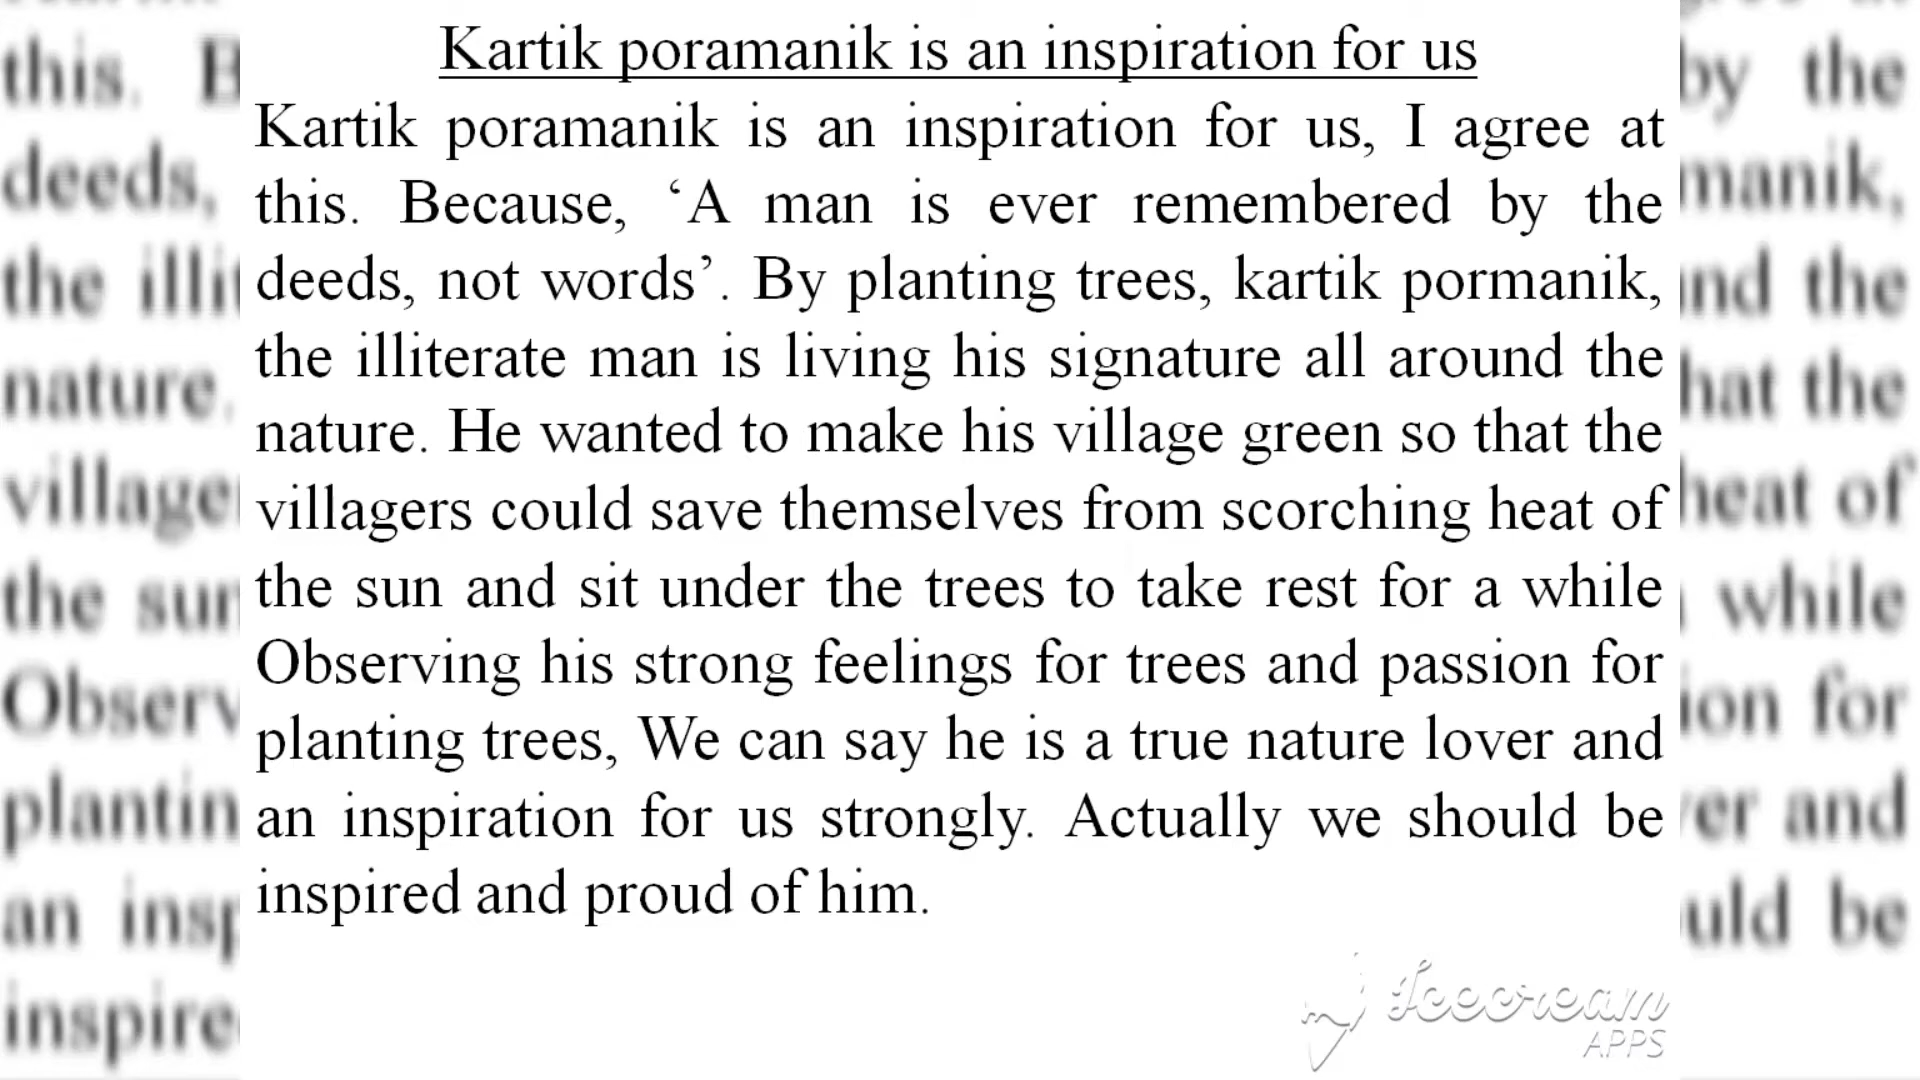 Kartik poramanik is an inspiration for us
Kartik poramanik is an inspiration for us, I agree at
this. Because, ‘A man is ever remembered by the
deeds, not words’. By planting trees, kartik pormanik,
the illiterate man is living his signature all around the
nature. He wanted to make his village green so that the
villagers could save themselves from scorching heat of
the sun and sit under the trees to take rest for a while
Observing his strong feelings for trees and passion for
planting trees, We can say he is a true nature lover and
an inspiration for us strongly. Actually we should be
inspired and proud of him.
Icecream
APPS